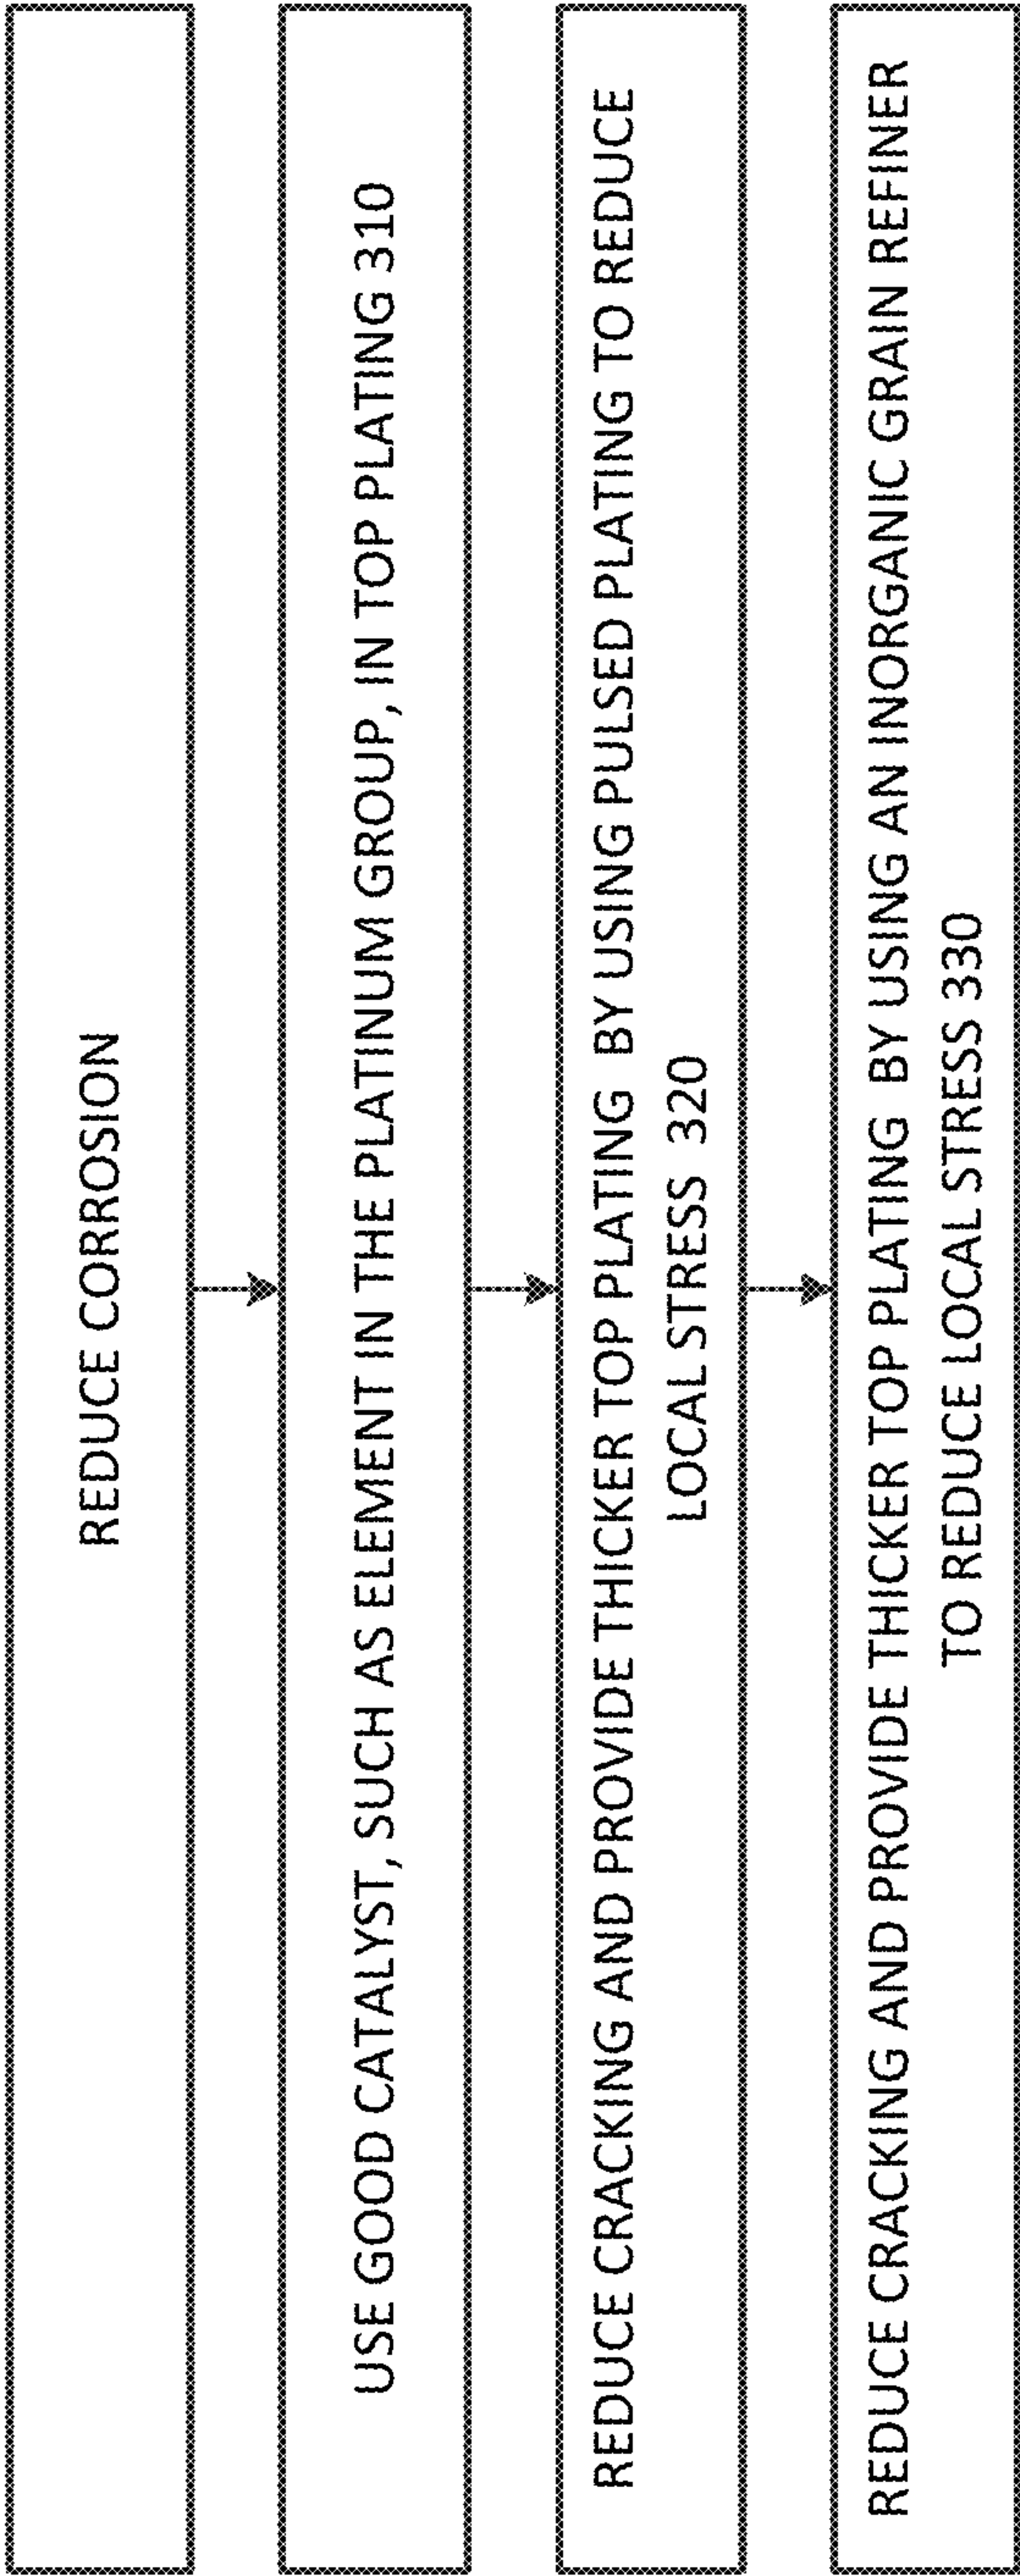 REDUCE CORROSION
USE GOOD CATALYST, SUCH AS ELEMENT IN THE PLATINUM GROUP, IN TOP PLATING 310
REDUCE CRACKING AND PROVIDE THICKER TOP PLATING BY USING PULSED PLATING TO REDUCE
LOCAL STRESS 320
REDUCE CRACKING AND PROVIDE THICKER TOP PLATING BY USING AN INORGANIC GRAIN REFINER
TO REDUCE LOCAL STRESS 330